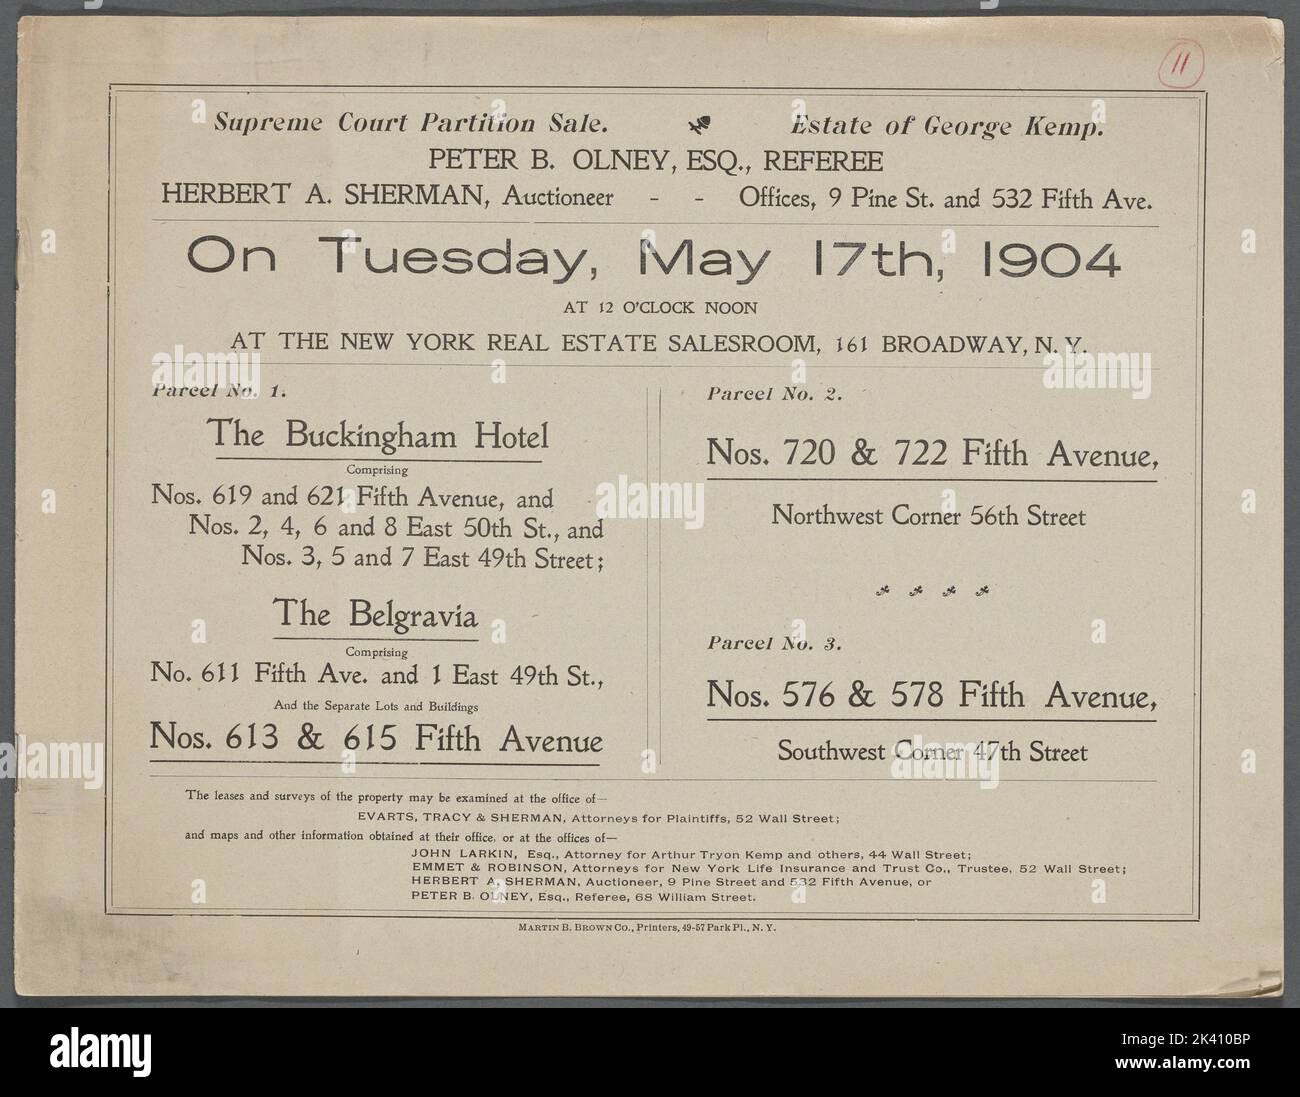 11
Supreme Court Partition Sale. Estate of George Kemp.
PETER B. OLNEY, ESQ., REFEREE
HERBERT A. SHERMAN, Auctioneer - - Offices, 9 Pine St. and 532 Fifth Ave.
On Tuesday, May 17th, 1904
AT 12 O'CLOCK NOON
AT THE NEW YORK REAL ESTATE SALESROOM, 161 BROADWAY, N. Y.
Parcel No. 1.
The Buckingham Hotel
Comprising
Nos. 619 and 621 Fifth Avenue, and
Nos. 2, 4, 6 and 8 East 50th St., and
Nos. 3, 5 and 7 East 49th Street;
The Belgravia
Comprising
No. 611 Fifth Ave. and 1 East 49th St.,
And the Separate Lots and Buildings
Nos. 613 & 615 Fifth Avenue
Parcel No. 2.
Nos. 720 & 722 Fifth Avenue,
Northwest Corner 56th Street
Parcel No. 3.
Nos. 576 & 578 Fifth Avenue,
Southwest Corner 47th Street
The leases and surveys of the property may be examined at the office of—
EVARTS, TRACY & SHERMAN, Attorneys for Plaintiffs, 52 Wall Street;
and maps and other information obtained at their office, or at the offices of—
JOHN LARKIN, Esq., Attorney for Arthur Tryon Kemp and others, 44 Wall Street;
EMMET & ROBINSON, Attorneys for New York Life Insurance and Trust Co., Trustee, 52 Wall Street;
HERBERT A. SHERMAN, Auctioneer, 9 Pine Street and 532 Fifth Avenue, or
PETER B. OLNEY, Esq., Referee, 68 William Street.
MARTIN B. BROWN CO., Printers, 49-57 Park Pl., N. Y.
alamy
Image ID: 2K410BP
www.alamy.com